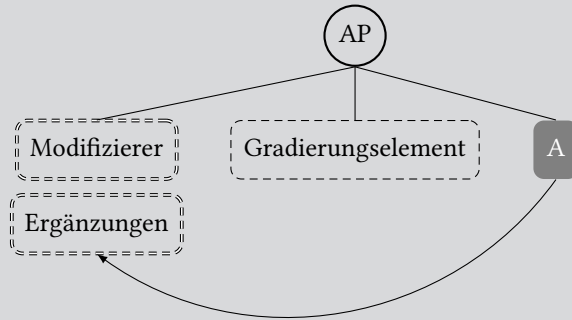 AP
Modifizierer
Gradierungselement
A
Ergänzungen